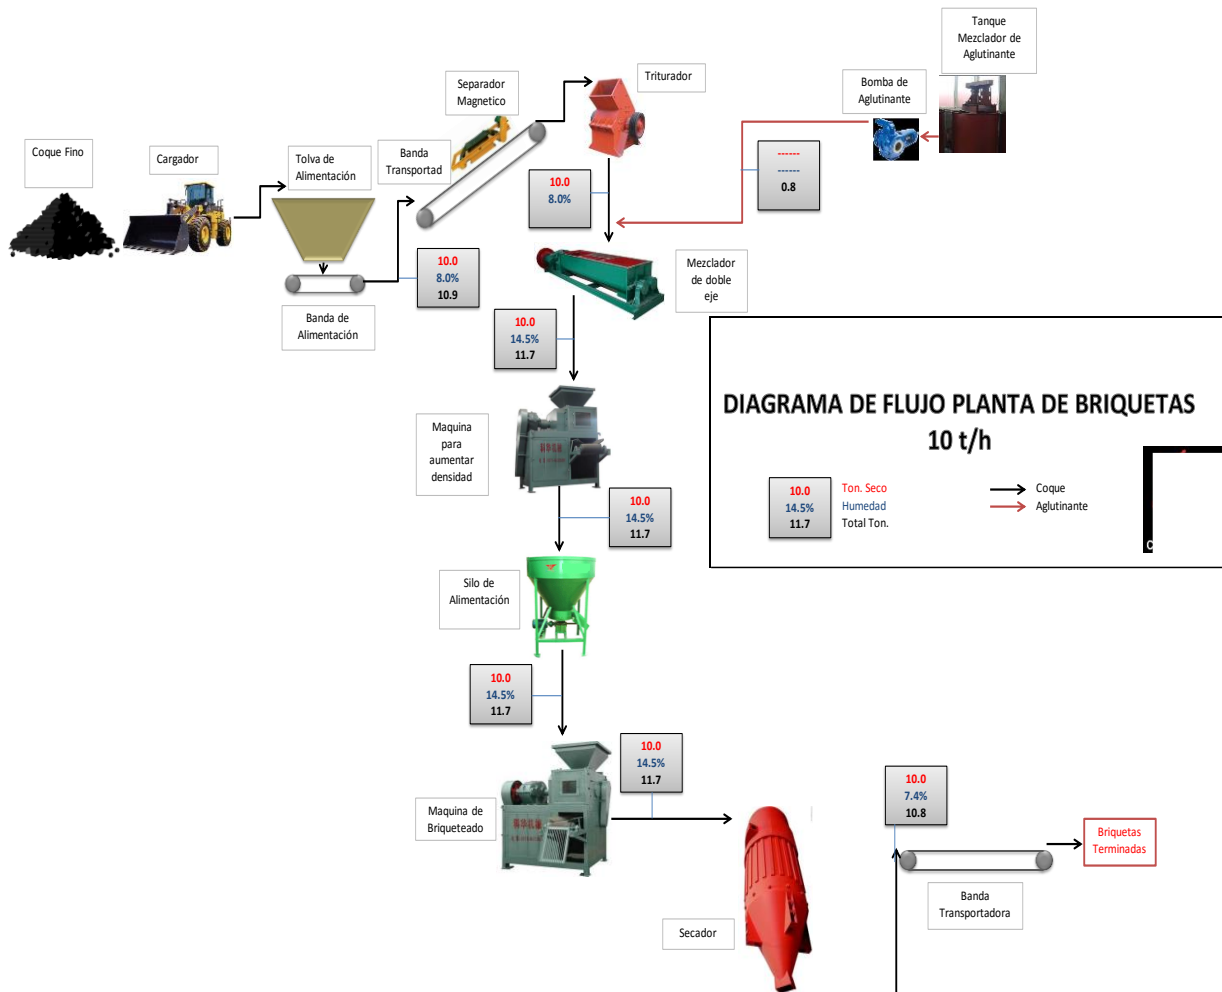 Tanque
Mezclador de
Aglutinante
Bomba de
Aglutinante
Triturador
Separador
Magnetico
Coque Fino
Cargador
Tolva de
Alimentación
Banda
Transportad
------
------
0.8
10.0
8.0%
10.0
8.0%
10.9
Mezclador
de doble
eje
Banda de
Alimentación
10.0
14.5%
11.7
DIAGRAMA DE FLUJO PLANTA DE BRIQUETAS
10 t/h
10.0
14.5%
11.7
Ton. Seco
Humedad
Total Ton.
Coque
Aglutinante
Maquina
para
aumentar
densidad
10.0
14.5%
11.7
Silo de
Alimentación
10.0
14.5%
11.7
10.0
14.5%
11.7
Maquina de
Briqueteado
10.0
7.4%
10.8
Briquetas
Terminadas
Banda
Transportadora
Secador